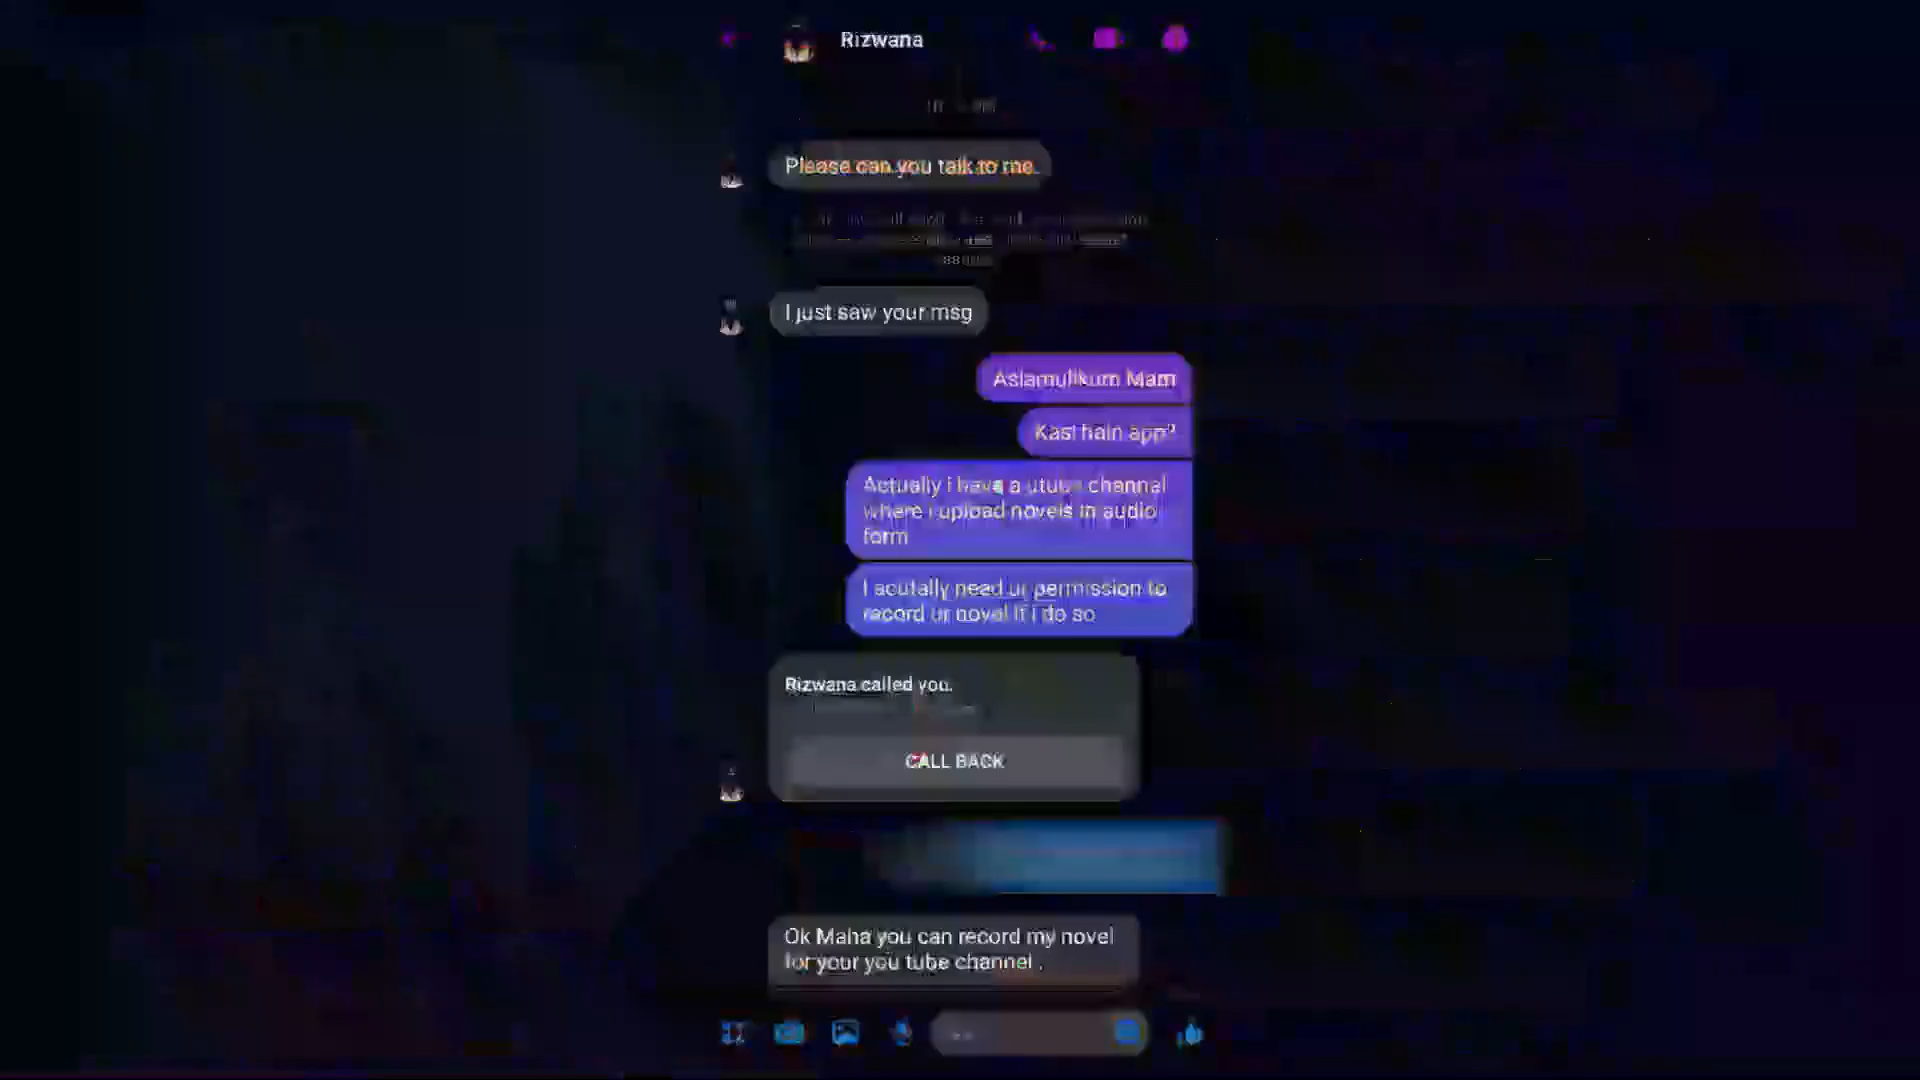 Rizwana
Please can you talk to me.
I just saw your msg
Aslamulikum Mam
Kasi hain app?
Actually i have a utube channel
where i upload novels in audio
form
I acutally need ur permission to
record ur novel if i do so
Rizwana called you.
CALL BACK
Ok Maha you can record my novel
for your you tube channel .